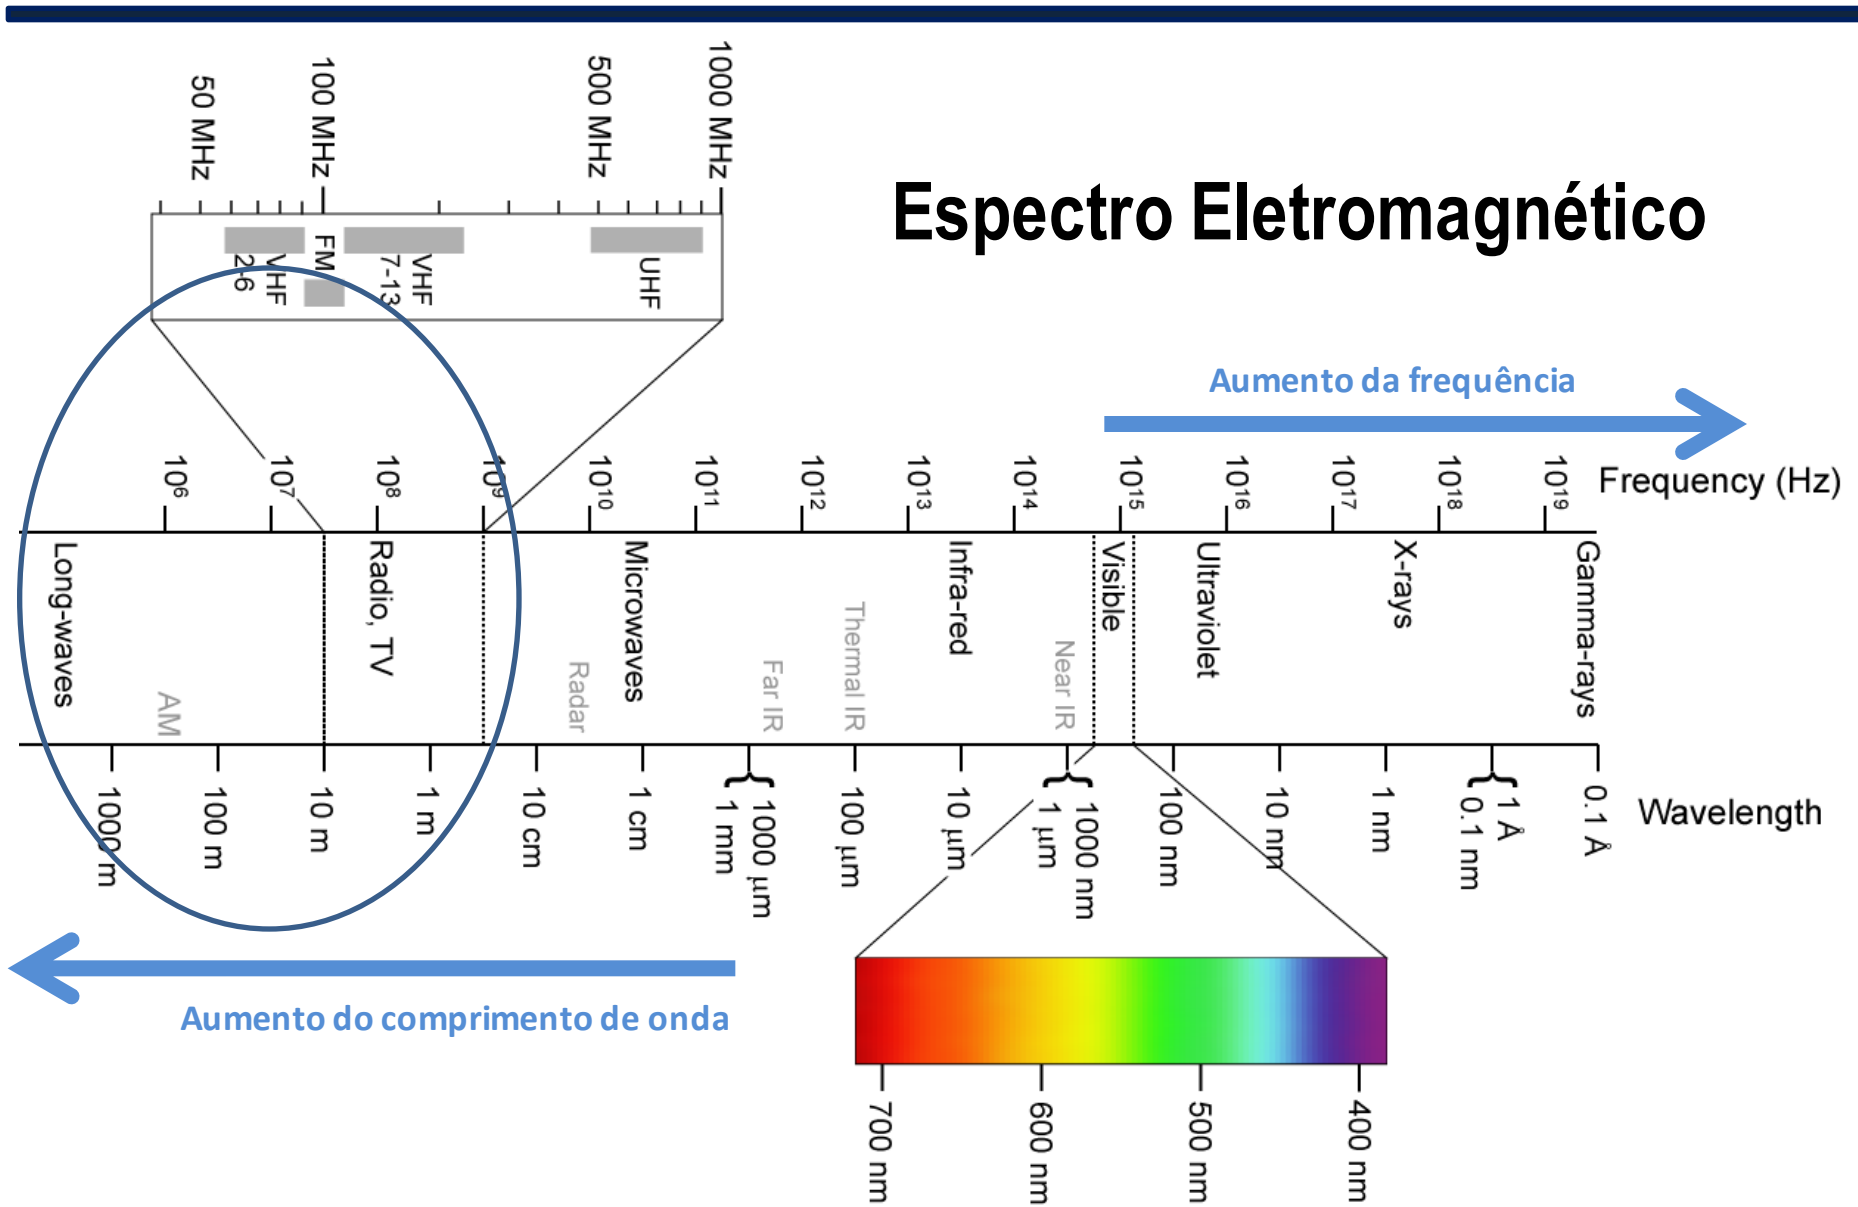 50 MHz
100 MHz
500 MHz
1000 MHz
VHF
2-6
FM
VHF
7-13
UHF
Espectro Eletromagnético
Aumento da frequência
10⁶
10⁷
10⁸
10⁹
10¹⁰
10¹¹
10¹²
10¹³
10¹⁴
10¹⁵
10¹⁶
10¹⁷
10¹⁸
10¹⁹
Frequency (Hz)
Long-waves
AM
Radio, TV
Radar
Microwaves
Far IR
Thermal IR
Infra-red
Near IR
Visible
Ultraviolet
X-rays
Gamma-rays
1000 m
100 m
10 m
1 m
10 cm
1 cm
{ 1000 µm
1 mm
100 µm
10 µm
{ 1000 nm
1 µm
100 nm
10 nm
1 nm
{ 1 Å
0.1 nm
0.1 Å
Wavelength
Aumento do comprimento de onda
700 nm
600 nm
500 nm
400 nm